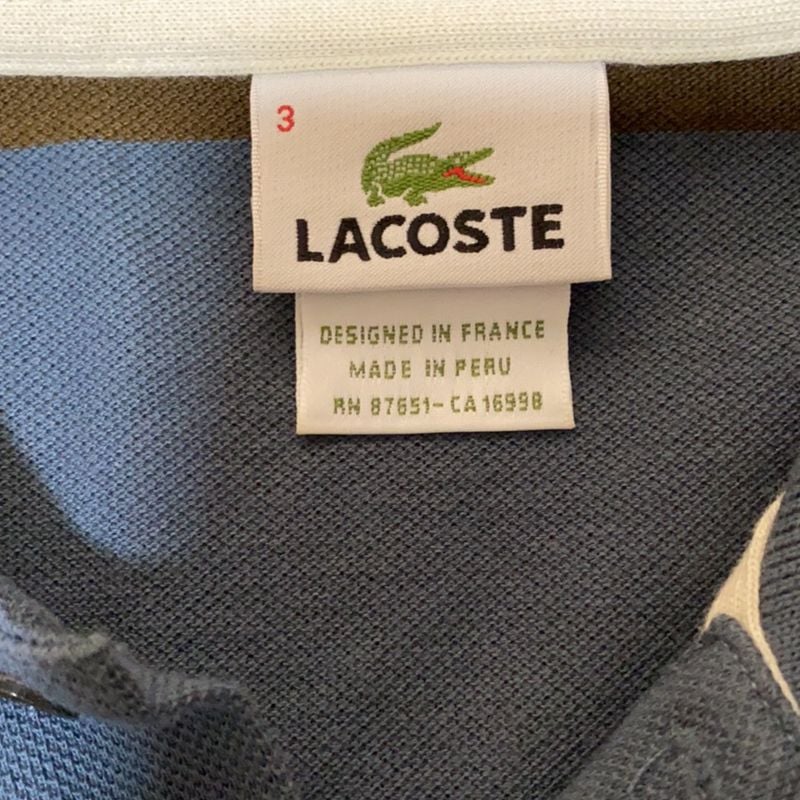 3
LACOSTE
DESIGNED IN FRANCE
MADE IN PERU
RN 87651-CA 16998